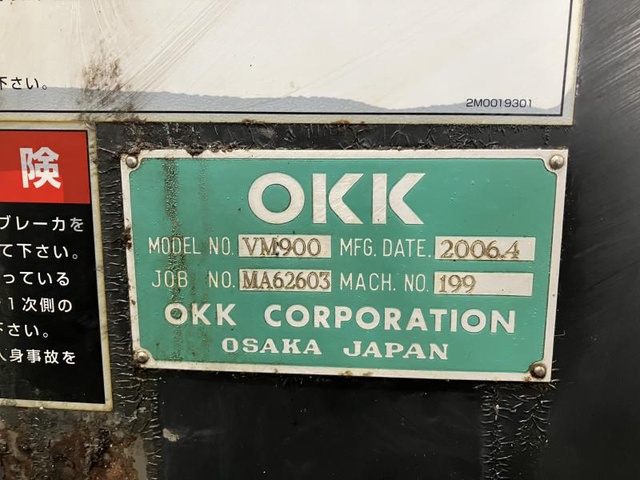 下さい。
2M0019301
険
ブレーカを
て下さい。
っている
1次側の
下さい。
人身事故を
OKK
MODEL NO. VM900 MFG. DATE. 2006.4
JOB NO. MA62603 MACH. NO. 199
OKK CORPORATION
OSAKA JAPAN